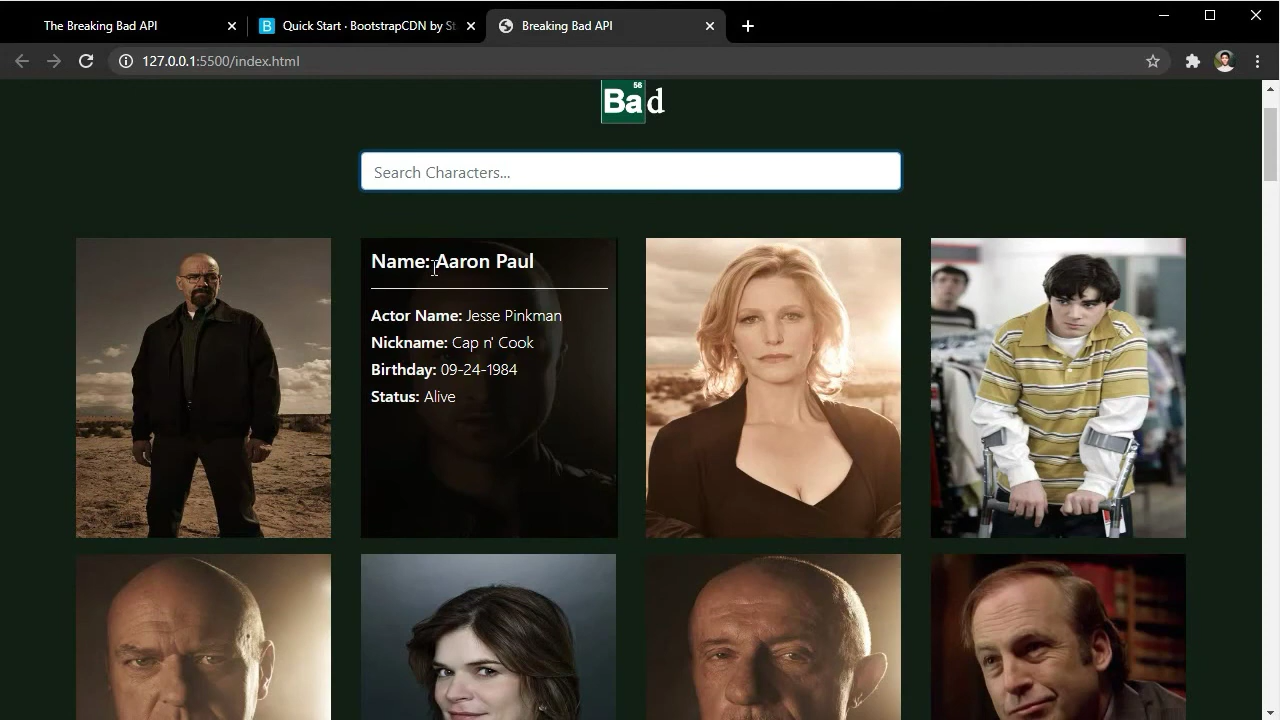 The Breaking Bad API
Quick Start · BootstrapCDN by St
Breaking Bad API
127.0.0.1:5500/index.html
56
Bad
Search Characters...
Name: Aaron Paul
Actor Name: Jesse Pinkman
Nickname: Cap n' Cook
Birthday: 09-24-1984
Status: Alive